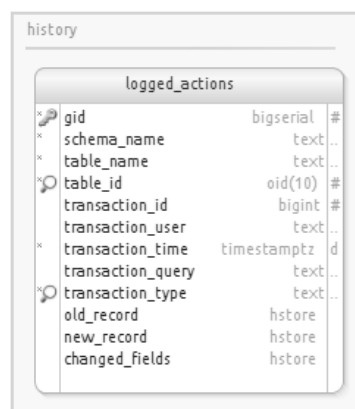 history
logged_actions
gid bigserial #
schema_name text ..
table_name text ..
table_id oid(10) #
transaction_id bigint #
transaction_user text ..
transaction_time timestamptz d
transaction_query text ..
transaction_type text ..
old_record hstore
new_record hstore
changed_fields hstore